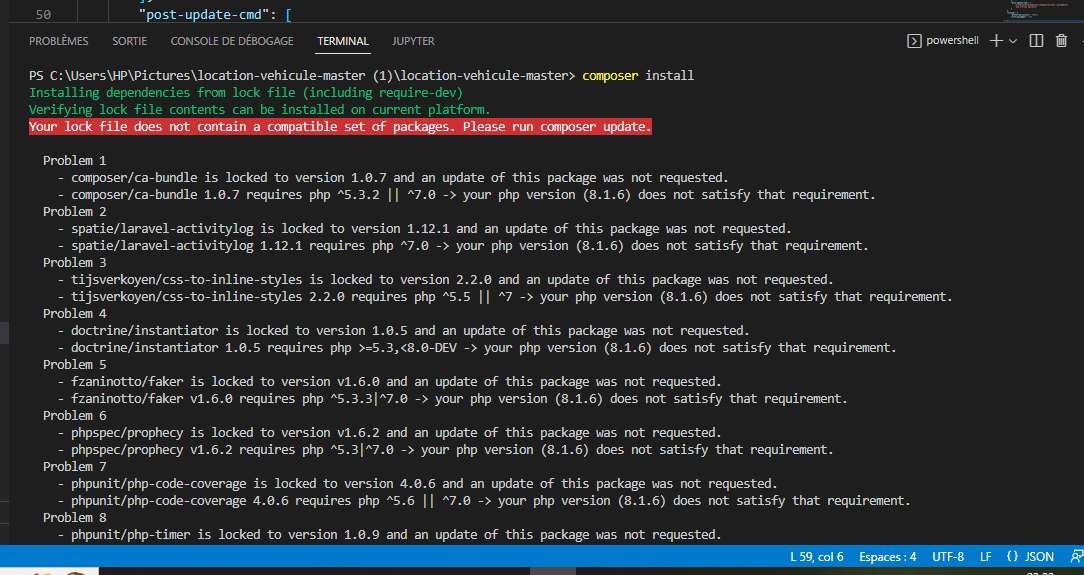 50 "post-update-cmd": [
PROBLÈMES SORTIE CONSOLE DE DÉBOGAGE TERMINAL JUPYTER powershell
PS C:\Users\HP\Pictures\location-vehicule-master (1)\location-vehicule-master> composer install
Installing dependencies from lock file (including require-dev)
Verifying lock file contents can be installed on current platform.
Your lock file does not contain a compatible set of packages. Please run composer update.
Problem 1
- composer/ca-bundle is locked to version 1.0.7 and an update of this package was not requested.
- composer/ca-bundle 1.0.7 requires php ^5.3.2 || ^7.0 -> your php version (8.1.6) does not satisfy that requirement.
Problem 2
- spatie/laravel-activitylog is locked to version 1.12.1 and an update of this package was not requested.
- spatie/laravel-activitylog 1.12.1 requires php ^7.0 -> your php version (8.1.6) does not satisfy that requirement.
Problem 3
- tijsverkoyen/css-to-inline-styles is locked to version 2.2.0 and an update of this package was not requested.
- tijsverkoyen/css-to-inline-styles 2.2.0 requires php ^5.5 || ^7 -> your php version (8.1.6) does not satisfy that requirement.
Problem 4
- doctrine/instantiator is locked to version 1.0.5 and an update of this package was not requested.
- doctrine/instantiator 1.0.5 requires php >=5.3,<8.0-DEV -> your php version (8.1.6) does not satisfy that requirement.
Problem 5
- fzaninotto/faker is locked to version v1.6.0 and an update of this package was not requested.
- fzaninotto/faker v1.6.0 requires php ^5.3.3|^7.0 -> your php version (8.1.6) does not satisfy that requirement.
Problem 6
- phpspec/prophecy is locked to version v1.6.2 and an update of this package was not requested.
- phpspec/prophecy v1.6.2 requires php ^5.3|^7.0 -> your php version (8.1.6) does not satisfy that requirement.
Problem 7
- phpunit/php-code-coverage is locked to version 4.0.6 and an update of this package was not requested.
- phpunit/php-code-coverage 4.0.6 requires php ^5.6 || ^7.0 -> your php version (8.1.6) does not satisfy that requirement.
Problem 8
- phpunit/php-timer is locked to version 1.0.9 and an update of this package was not requested.
L 59, col 6 Espaces : 4 UTF-8 LF {} JSON